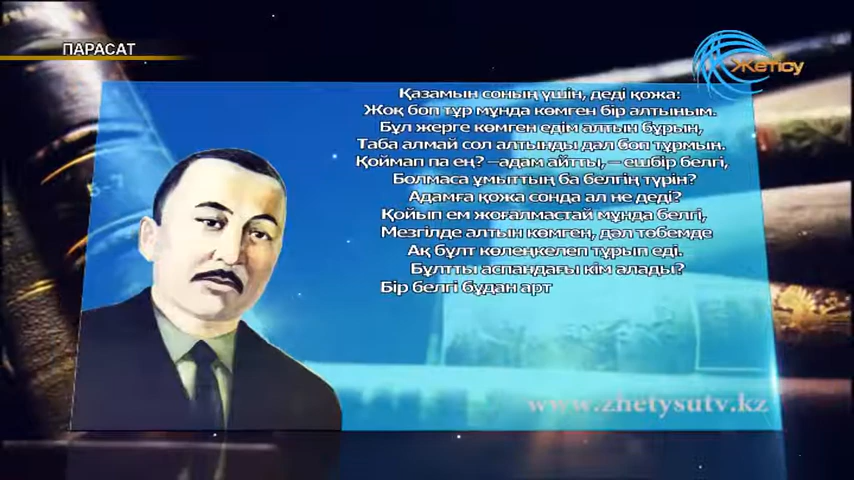 ПАРАСАТ
Жетісу
Қазамын соның үшін, деді қожа:
Жоқ боп тұр мұнда көмген бір алтыным.
Бұл жерге көмген едім алтын бұрын,
Таба алмай сол алтынды дал боп тұрмын.
Қоймап па ең? –адам айтты, – ешбір белгі,
Болмаса ұмыттың ба белгің түрін?
Адамға қожа сонда ал не деді?
Қойып ем жоғалмастай мұнда белгі,
Мезгілде алтын көмген, дәл төбемде
Ақ бұлт көлеңкелеп тұрып еді.
Бұлтты аспандағы кім алады?
Бір белгі бұдан арт
www.zhetysutv.kz